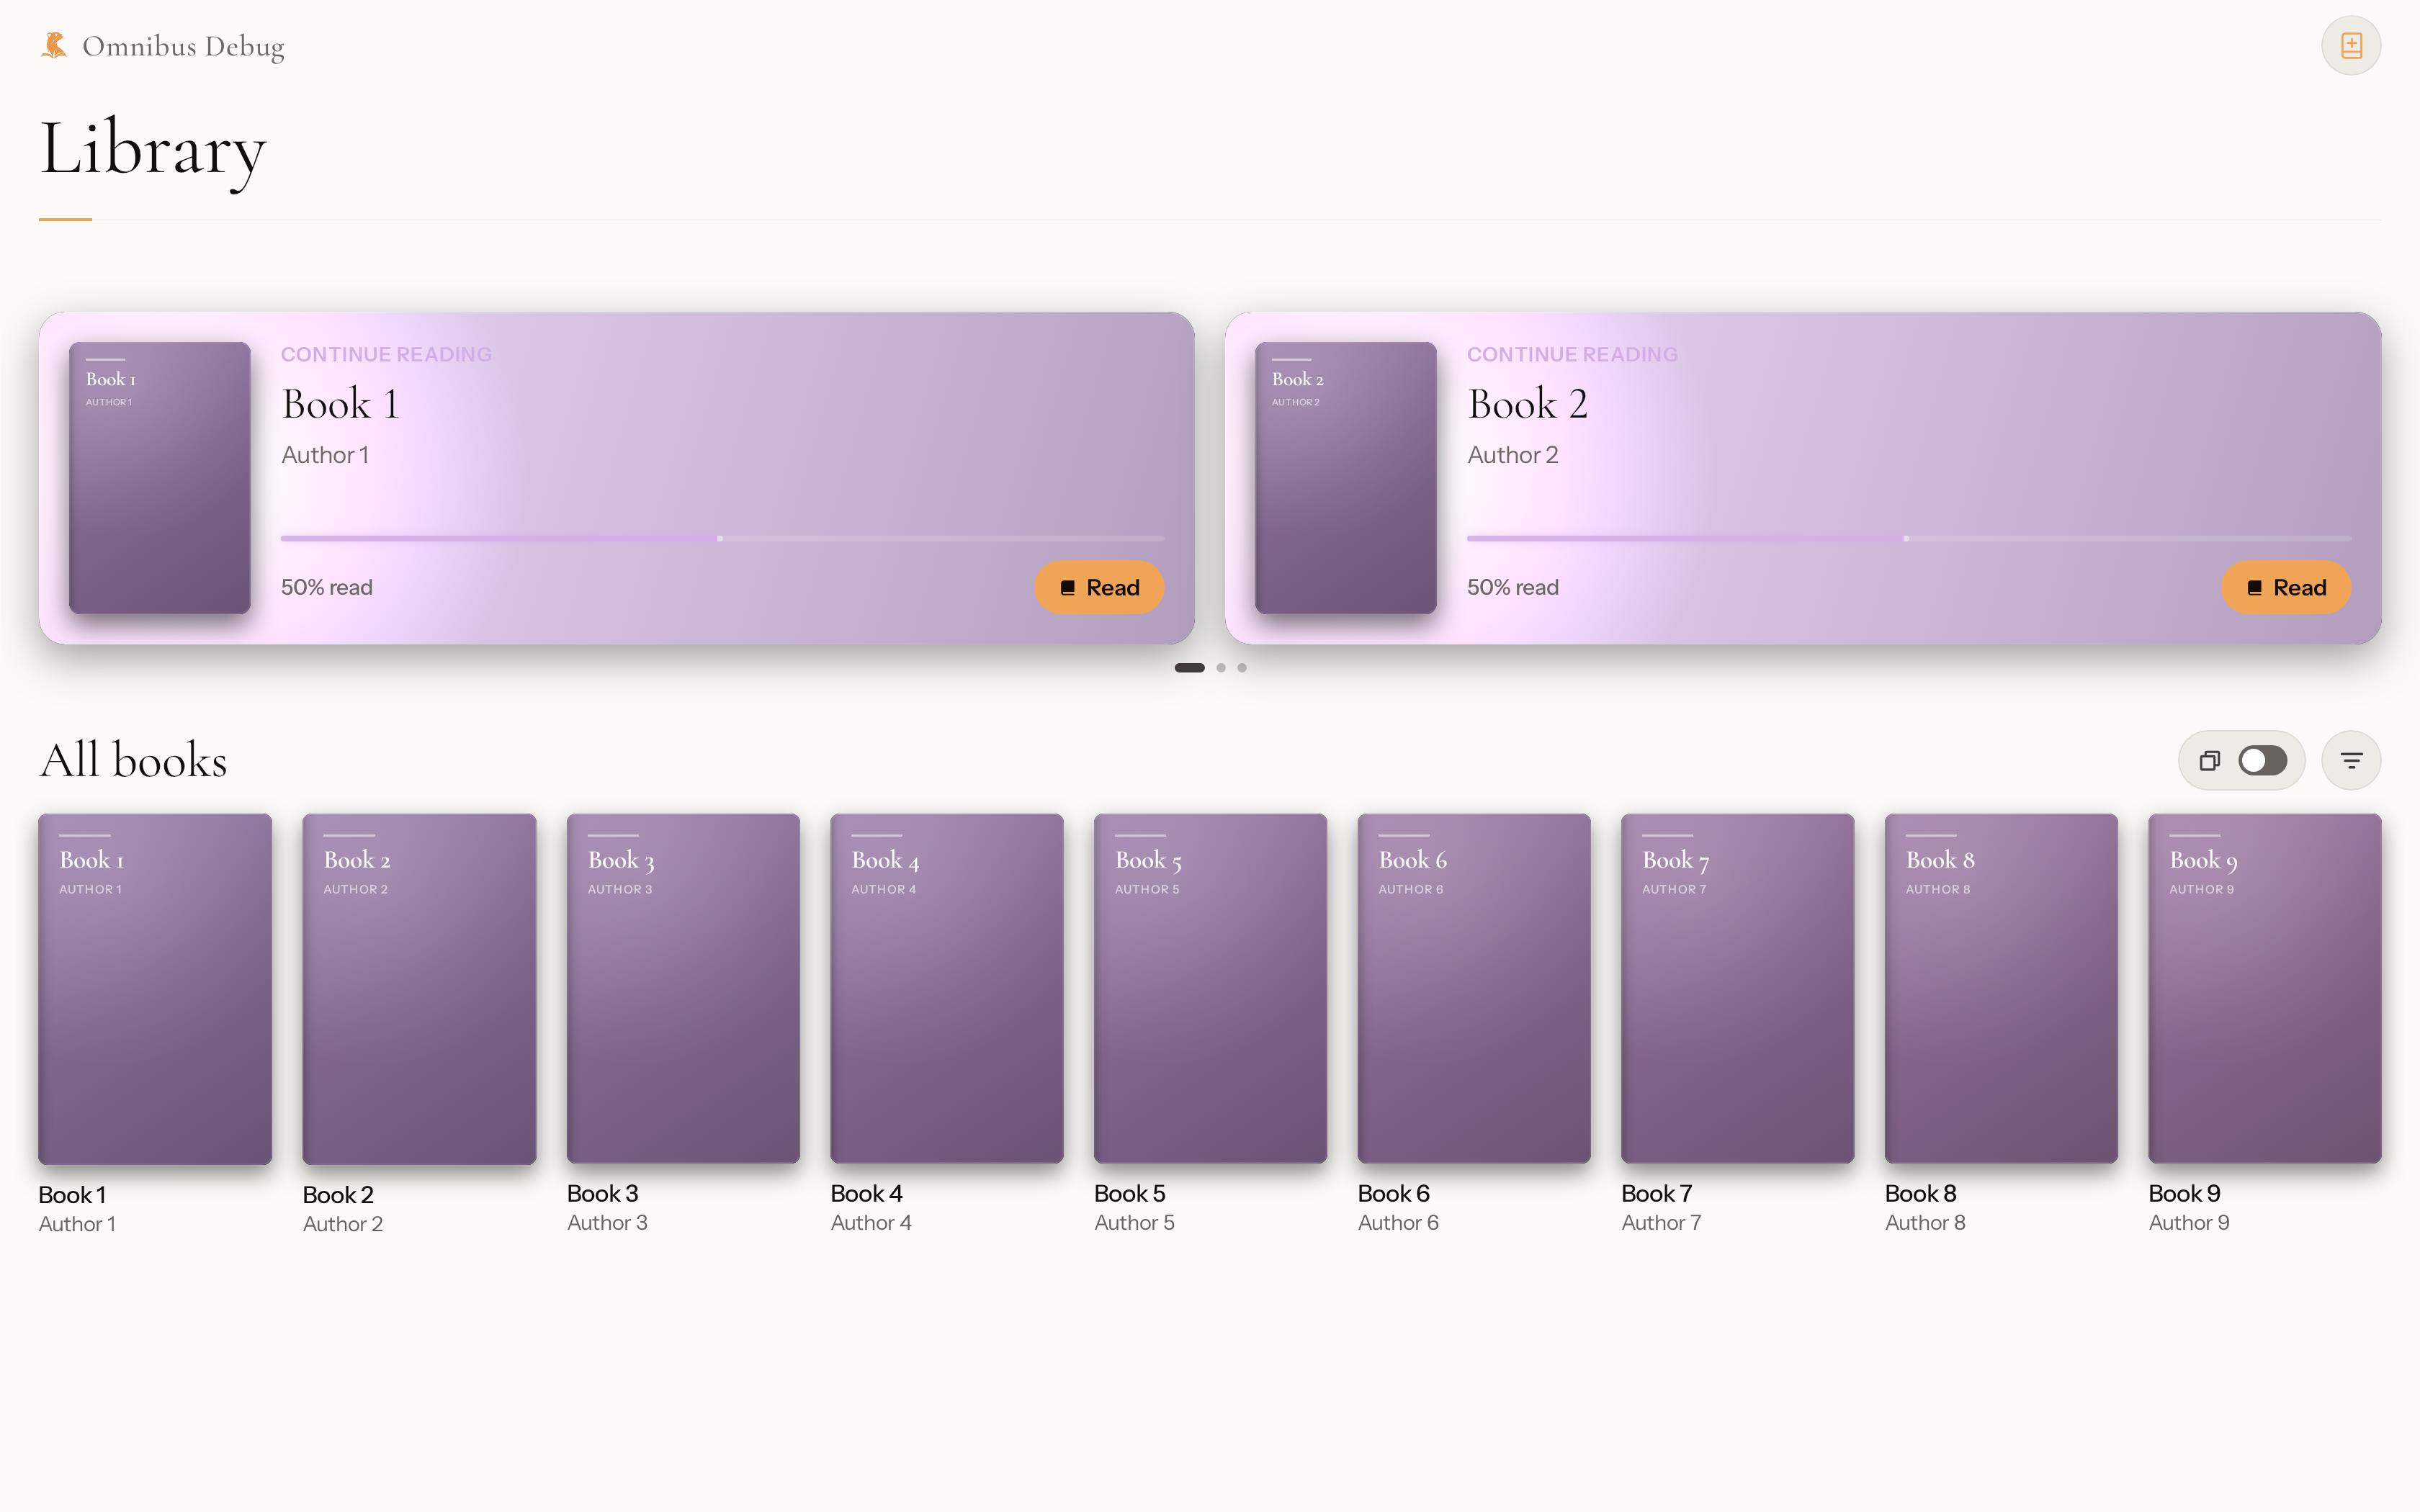 Omnibus Debug
Library
Book 1
AUTHOR 1
CONTINUE READING
Book 1
Author 1
50% read
Read
Book 2
AUTHOR 2
CONTINUE READING
Book 2
Author 2
50% read
Read
All books
Book 1
AUTHOR 1
Book 2
AUTHOR 2
Book 3
AUTHOR 3
Book 4
AUTHOR 4
Book 5
AUTHOR 5
Book 6
AUTHOR 6
Book 7
AUTHOR 7
Book 8
AUTHOR 8
Book 9
AUTHOR 9
Book 1
Author 1
Book 2
Author 2
Book 3
Author 3
Book 4
Author 4
Book 5
Author 5
Book 6
Author 6
Book 7
Author 7
Book 8
Author 8
Book 9
Author 9